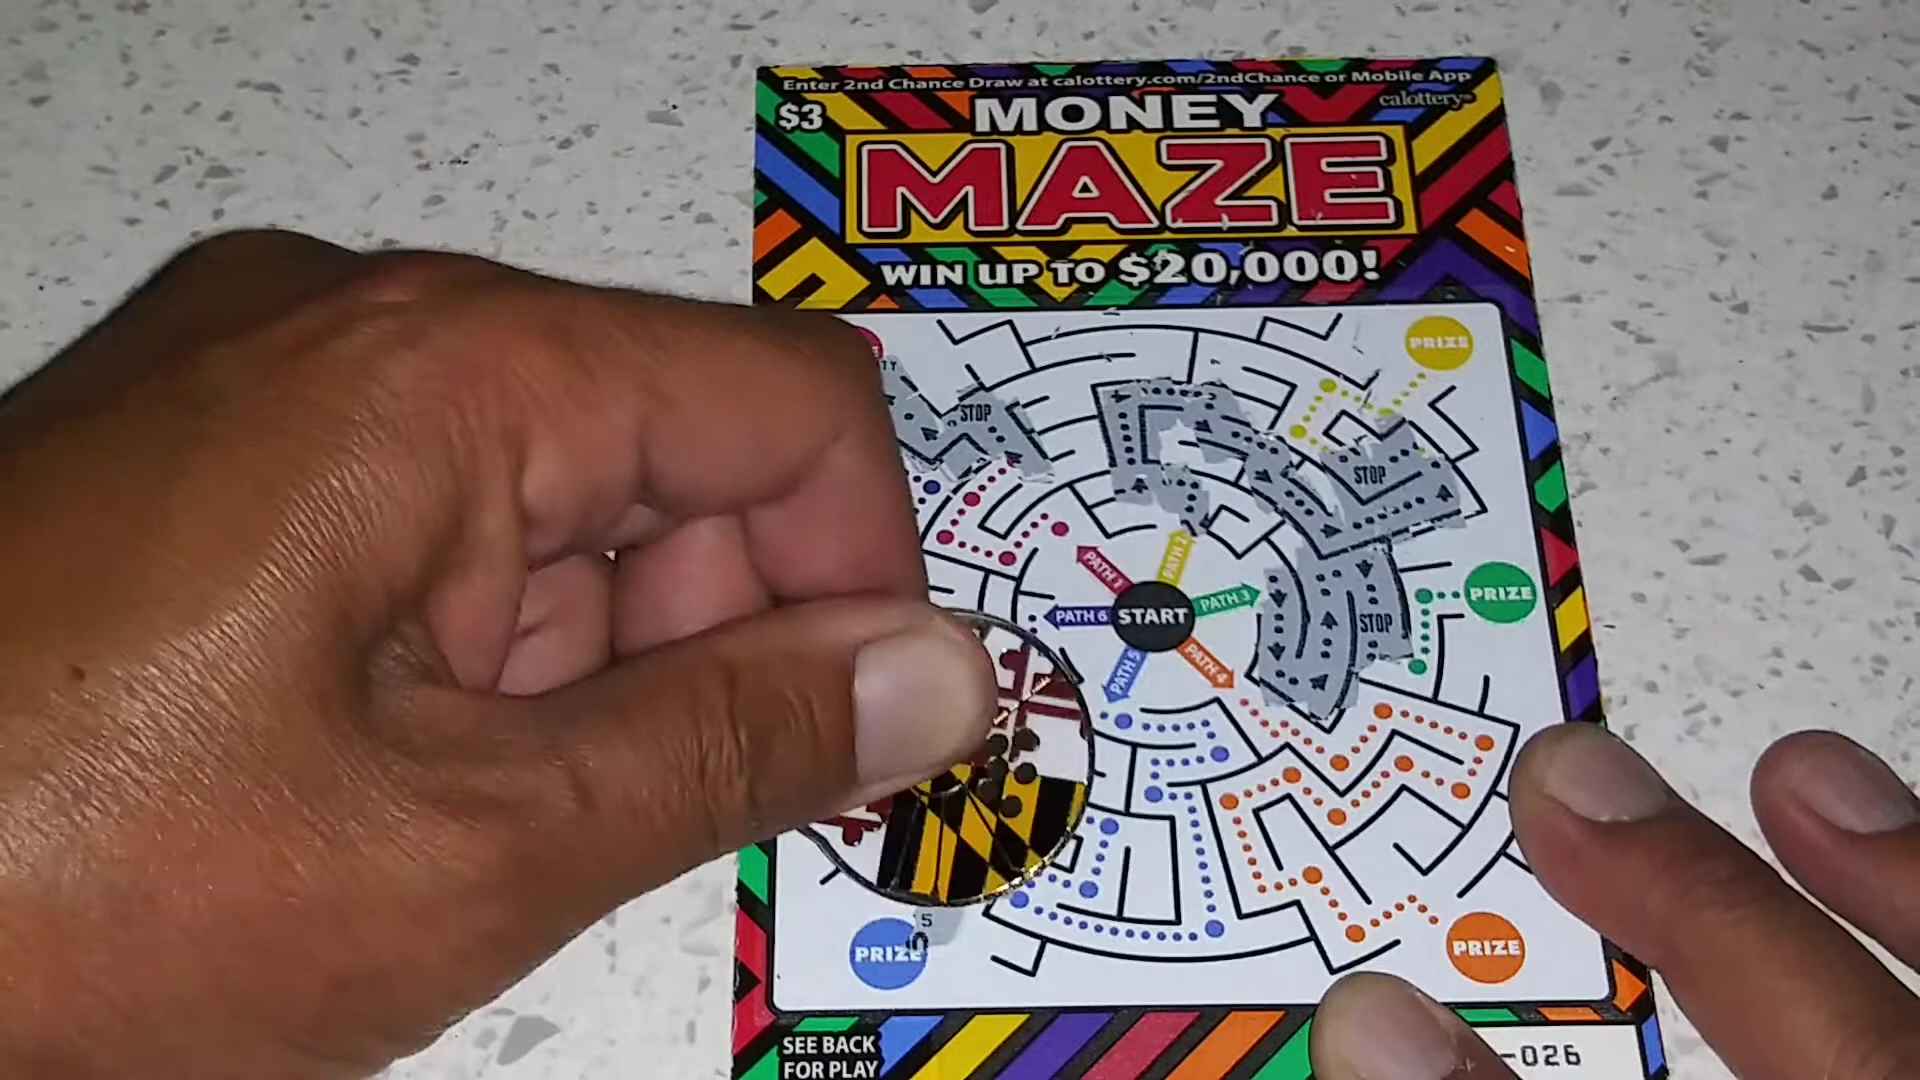 Enter 2nd Chance Draw at calottery.com/2ndChance or Mobile App
$3
MONEY
calottery
MAZE
WIN UP TO $20,000!
PRIZE
TY
STOP
STOP
PATH 1
PATH 2
PATH 3
PRIZE
PATH 6
START
STOP
PATH 5
PATH 4
5
PRIZE
PRIZE
SEE BACK
FOR PLAY
-026